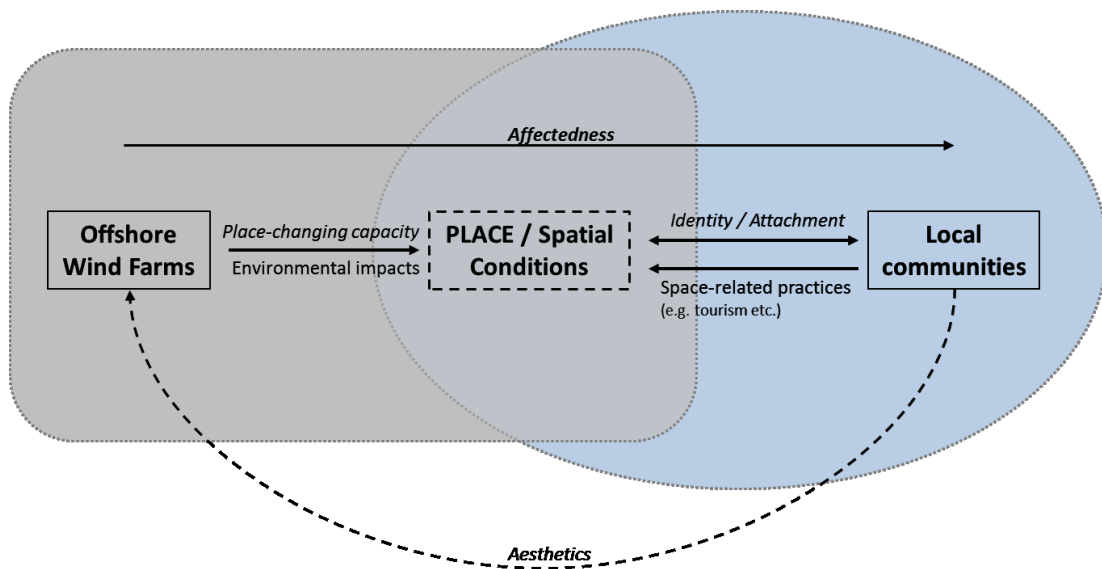 Affectedness
Offshore
Wind Farms
Place-changing capacity
Environmental impacts
PLACE / Spatial
Conditions
Identity / Attachment
Space-related practices
(e.g. tourism etc.)
Local
communities
Aesthetics